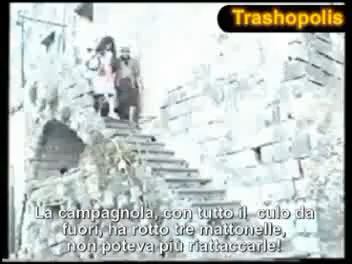 Trashopolis
La campagnola, con tutto il culo da
fuori, ha rotto tre mattonelle,
non poteva più riattaccarle!